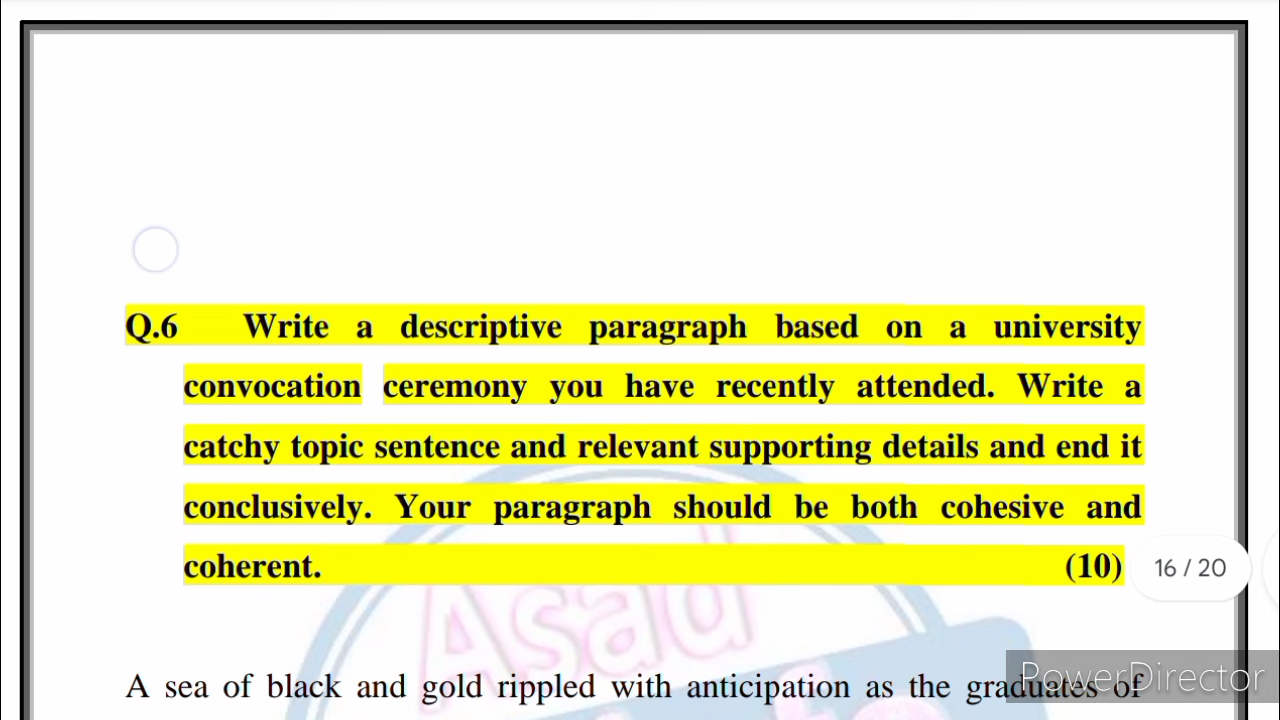 Q.6 Write a descriptive paragraph based on a university
convocation ceremony you have recently attended. Write a
catchy topic sentence and relevant supporting details and end it
conclusively. Your paragraph should be both cohesive and
coherent. (10)
16 / 20
Asad
A sea of black and gold rippled with anticipation as the graduates of
PowerDirector